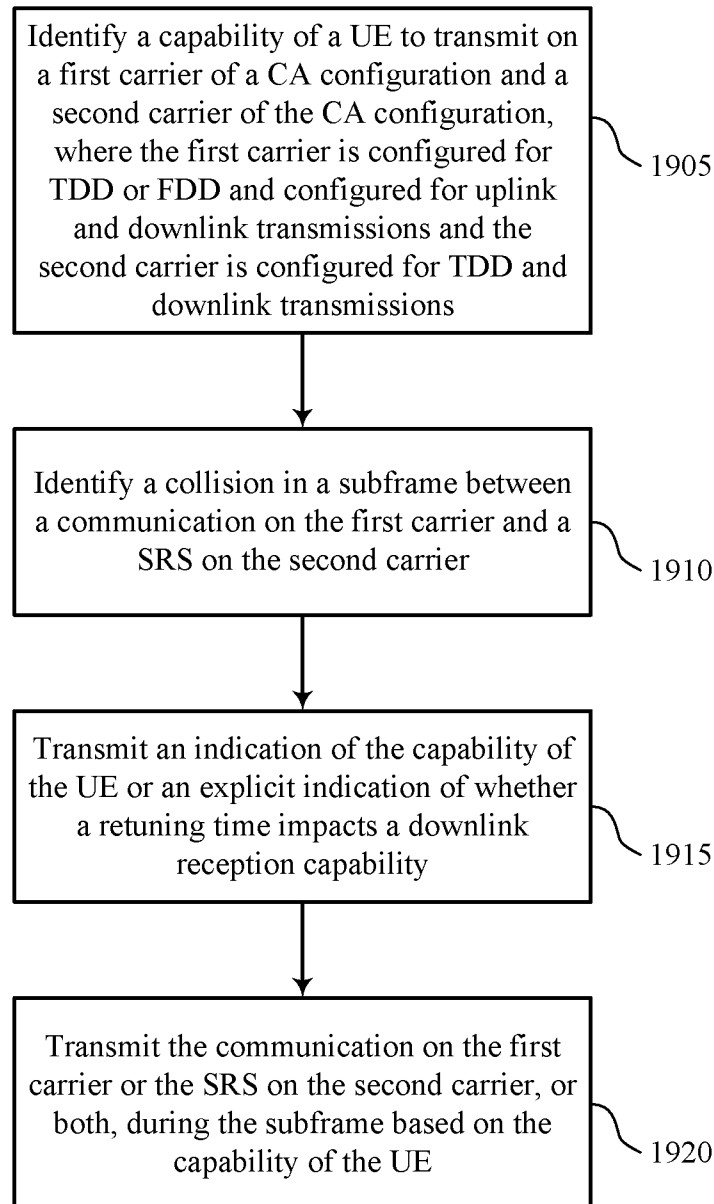 Identify a capability of a UE to transmit on
a first carrier of a CA configuration and a
second carrier of the CA configuration,
where the first carrier is configured for
TDD or FDD and configured for uplink
and downlink transmissions and the
second carrier is configured for TDD and
downlink transmissions
1905
Identify a collision in a subframe between
a communication on the first carrier and a
SRS on the second carrier
1910
Transmit an indication of the capability of
the UE or an explicit indication of whether
a retuning time impacts a downlink
reception capability
1915
Transmit the communication on the first
carrier or the SRS on the second carrier, or
both, during the subframe based on the
capability of the UE
1920